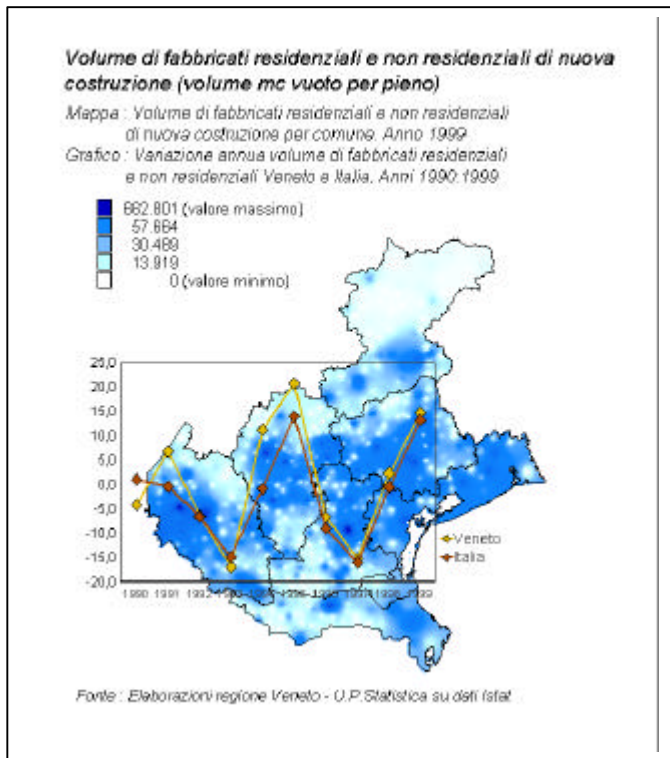 Volume di fabbricati residenziali e non residenziali di nuova
costruzione (volume mc vuoto per pieno)
Mappa : Volume di fabbricati residenziali e non residenziali
di nuova costruzione per comune. Anno 1999
Grafico : Variazione annua volume di fabbricati residenziali
e non residenziali Veneto e Italia. Anni 1990:1999
662.801 (valore massimo)
57.664
30.489
13.919
0 (valore minimo)
25,0
20,0
15,0
10,0
5,0
0,0
-5,0
-10,0
-15,0
-20,0
1990 1991 1992 1998 1999
Veneto
Italia
Fonte : Elaborazioni regione Veneto - U.P.Statistica su dati Istat